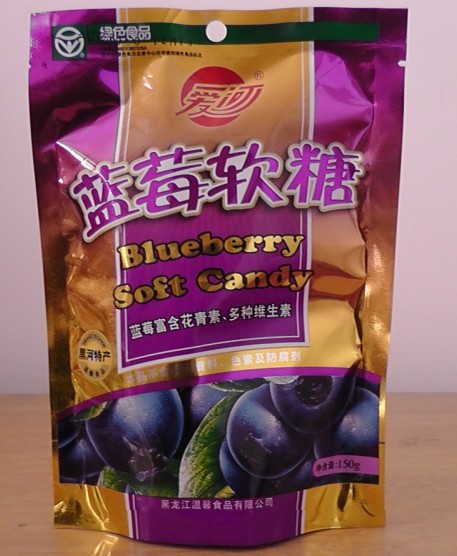 绿色食品
爱河®
蓝莓软糖
Blueberry
Soft Candy
蓝莓富含花青素、多种维生素
黑河特产
色素及防腐剂
净含量:150g
黑龙江温馨食品有限公司